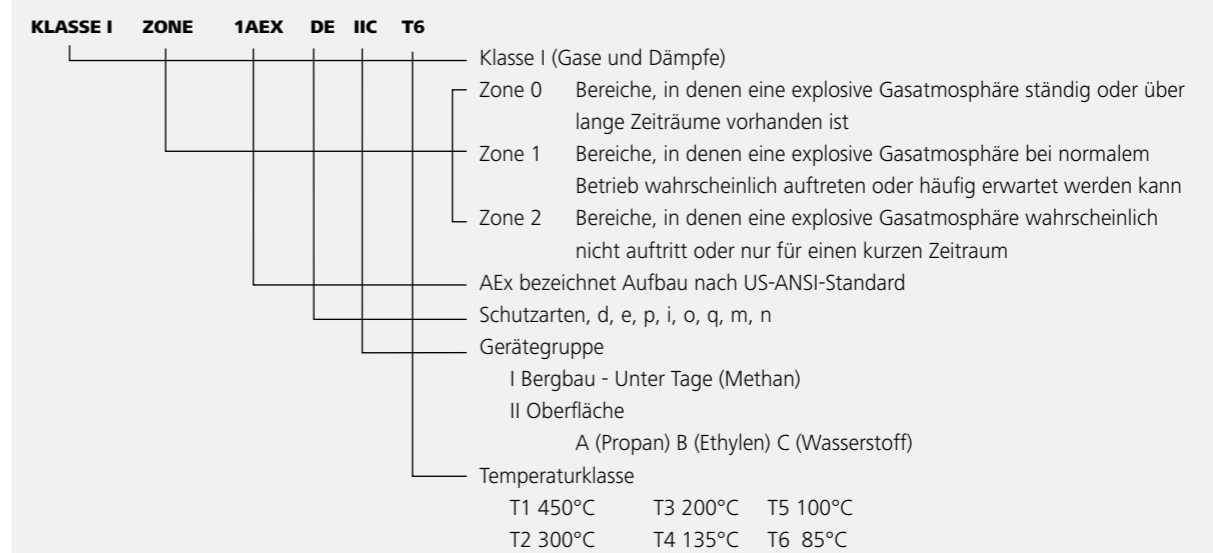 KLASSE I ZONE 1AEX DE IIC T6
Klasse I (Gase und Dämpfe)
Zone 0 Bereiche, in denen eine explosive Gasatmosphäre ständig oder über
lange Zeiträume vorhanden ist
Zone 1 Bereiche, in denen eine explosive Gasatmosphäre bei normalem
Betrieb wahrscheinlich auftreten oder häufig erwartet werden kann
Zone 2 Bereiche, in denen eine explosive Gasatmosphäre wahrscheinlich
nicht auftritt oder nur für einen kurzen Zeitraum
AEx bezeichnet Aufbau nach US-ANSI-Standard
Schutzarten, d, e, p, i, o, q, m, n
Gerätegruppe
I Bergbau - Unter Tage (Methan)
II Oberfläche
A (Propan) B (Ethylen) C (Wasserstoff)
Temperaturklasse
T1 450°C T3 200°C T5 100°C
T2 300°C T4 135°C T6 85°C